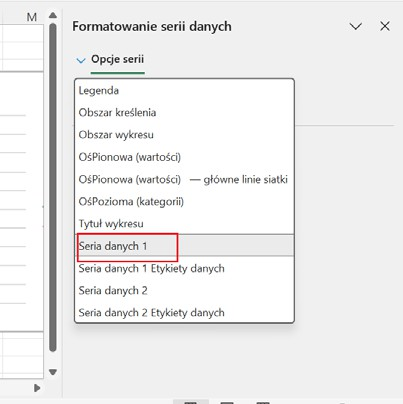 M
Formatowanie serii danych
Opcje serii
Legenda
Obszar kreślenia
Obszar wykresu
OśPionowa (wartości)
OśPionowa (wartości) — główne linie siatki
OśPozioma (kategorii)
Tytuł wykresu
Seria danych 1
Seria danych 1 Etykiety danych
Seria danych 2
Seria danych 2 Etykiety danych